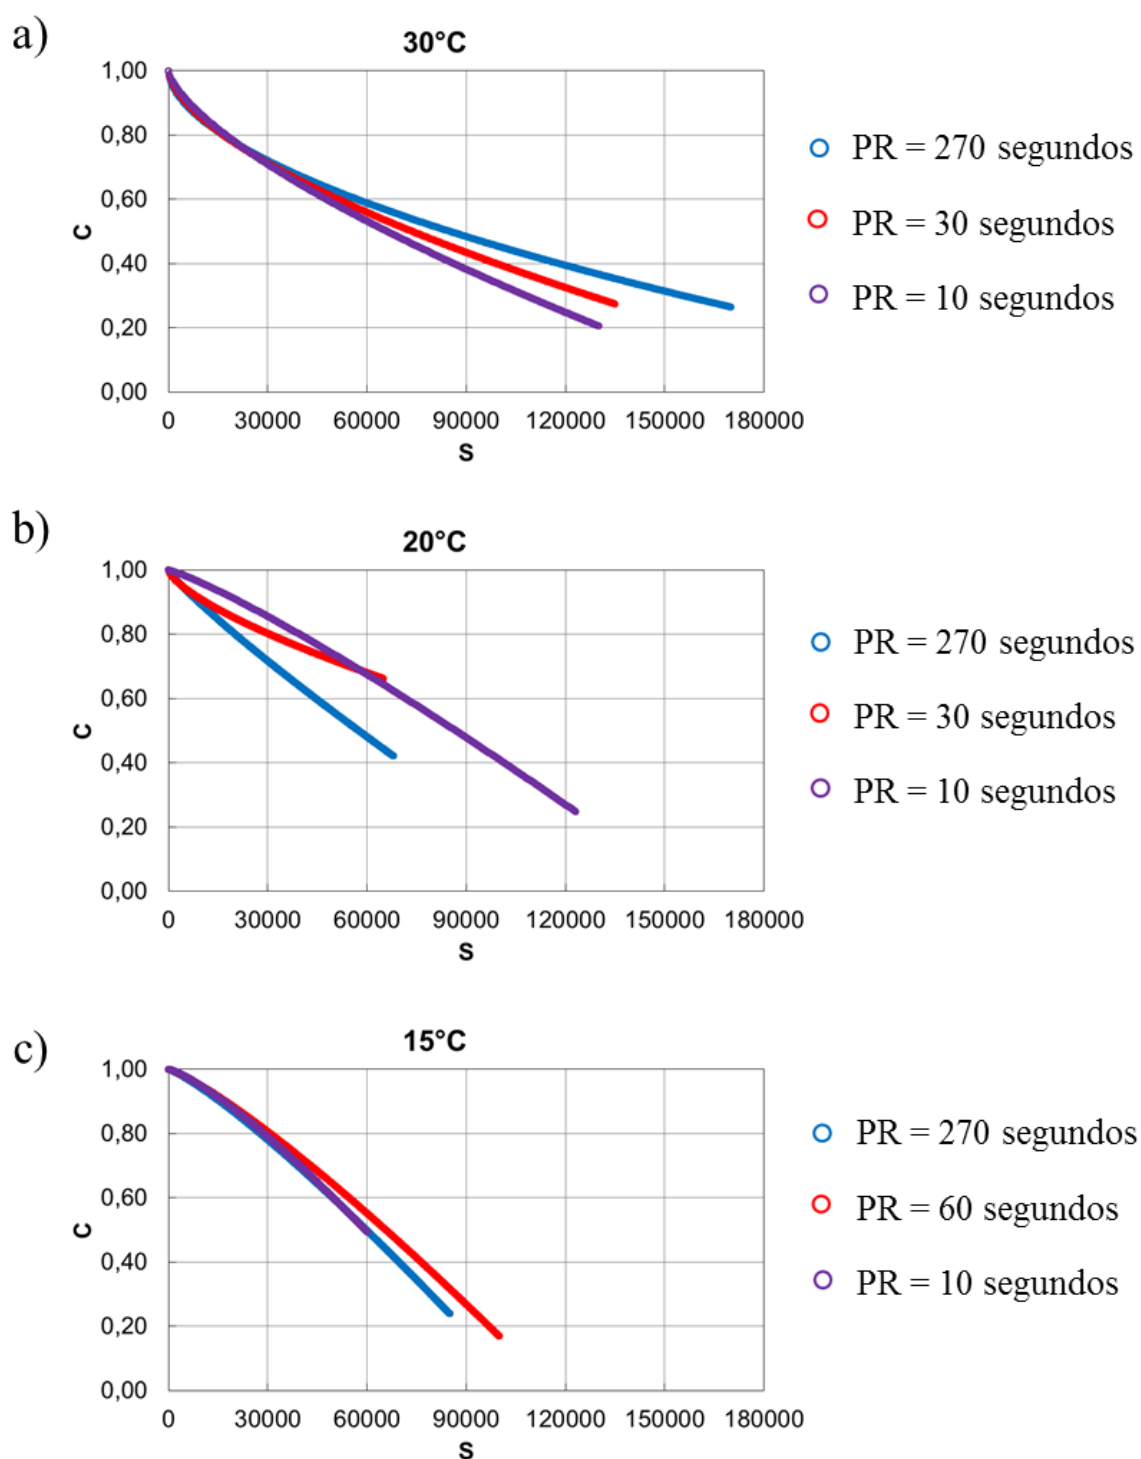 a)
30°C
1,00
0,80
0,60
0,40
0,20
0,00
C
0 30000 60000 90000 120000 150000 180000
S
PR = 270 segundos
PR = 30 segundos
PR = 10 segundos
b)
20°C
1,00
0,80
0,60
0,40
0,20
0,00
C
0 30000 60000 90000 120000 150000 180000
S
PR = 270 segundos
PR = 30 segundos
PR = 10 segundos
c)
15°C
1,00
0,80
0,60
0,40
0,20
0,00
C
0 30000 60000 90000 120000 150000 180000
S
PR = 270 segundos
PR = 60 segundos
PR = 10 segundos